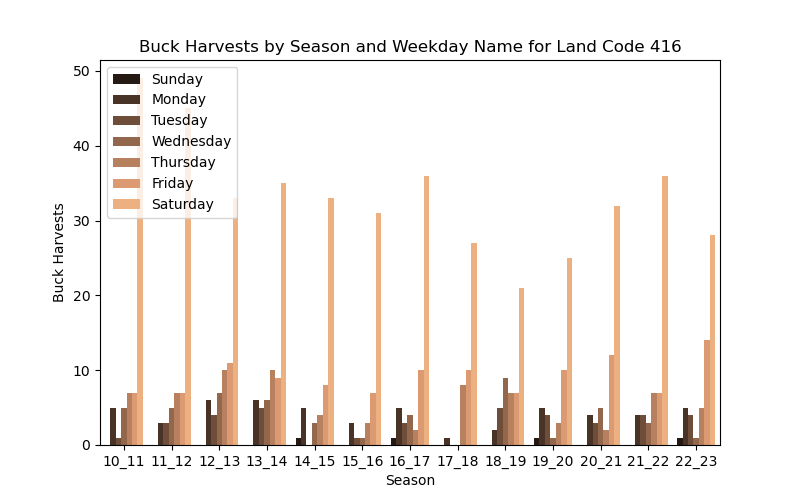 Buck Harvests by Season and Weekday Name for Land Code 416
Sunday
Monday
Tuesday
Wednesday
Thursday
Friday
Saturday
50
40
30
20
10
0
Buck Harvests
10_11 11_12 12_13 13_14 14_15 15_16 16_17 17_18 18_19 19_20 20_21 21_22 22_23
Season